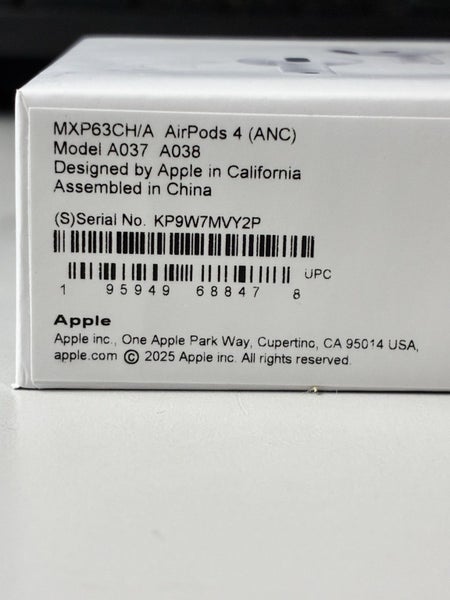 MXP63CH/A AirPods 4 (ANC)
Model A037 A038
Designed by Apple in California
Assembled in China
(S)Serial No. KP9W7MVY2P
UPC
1 95949 68847 8
Apple
Apple inc., One Apple Park Way, Cupertinc, CA 95014 USA,
apple.com © 2025 Apple inc. All rights reserved.